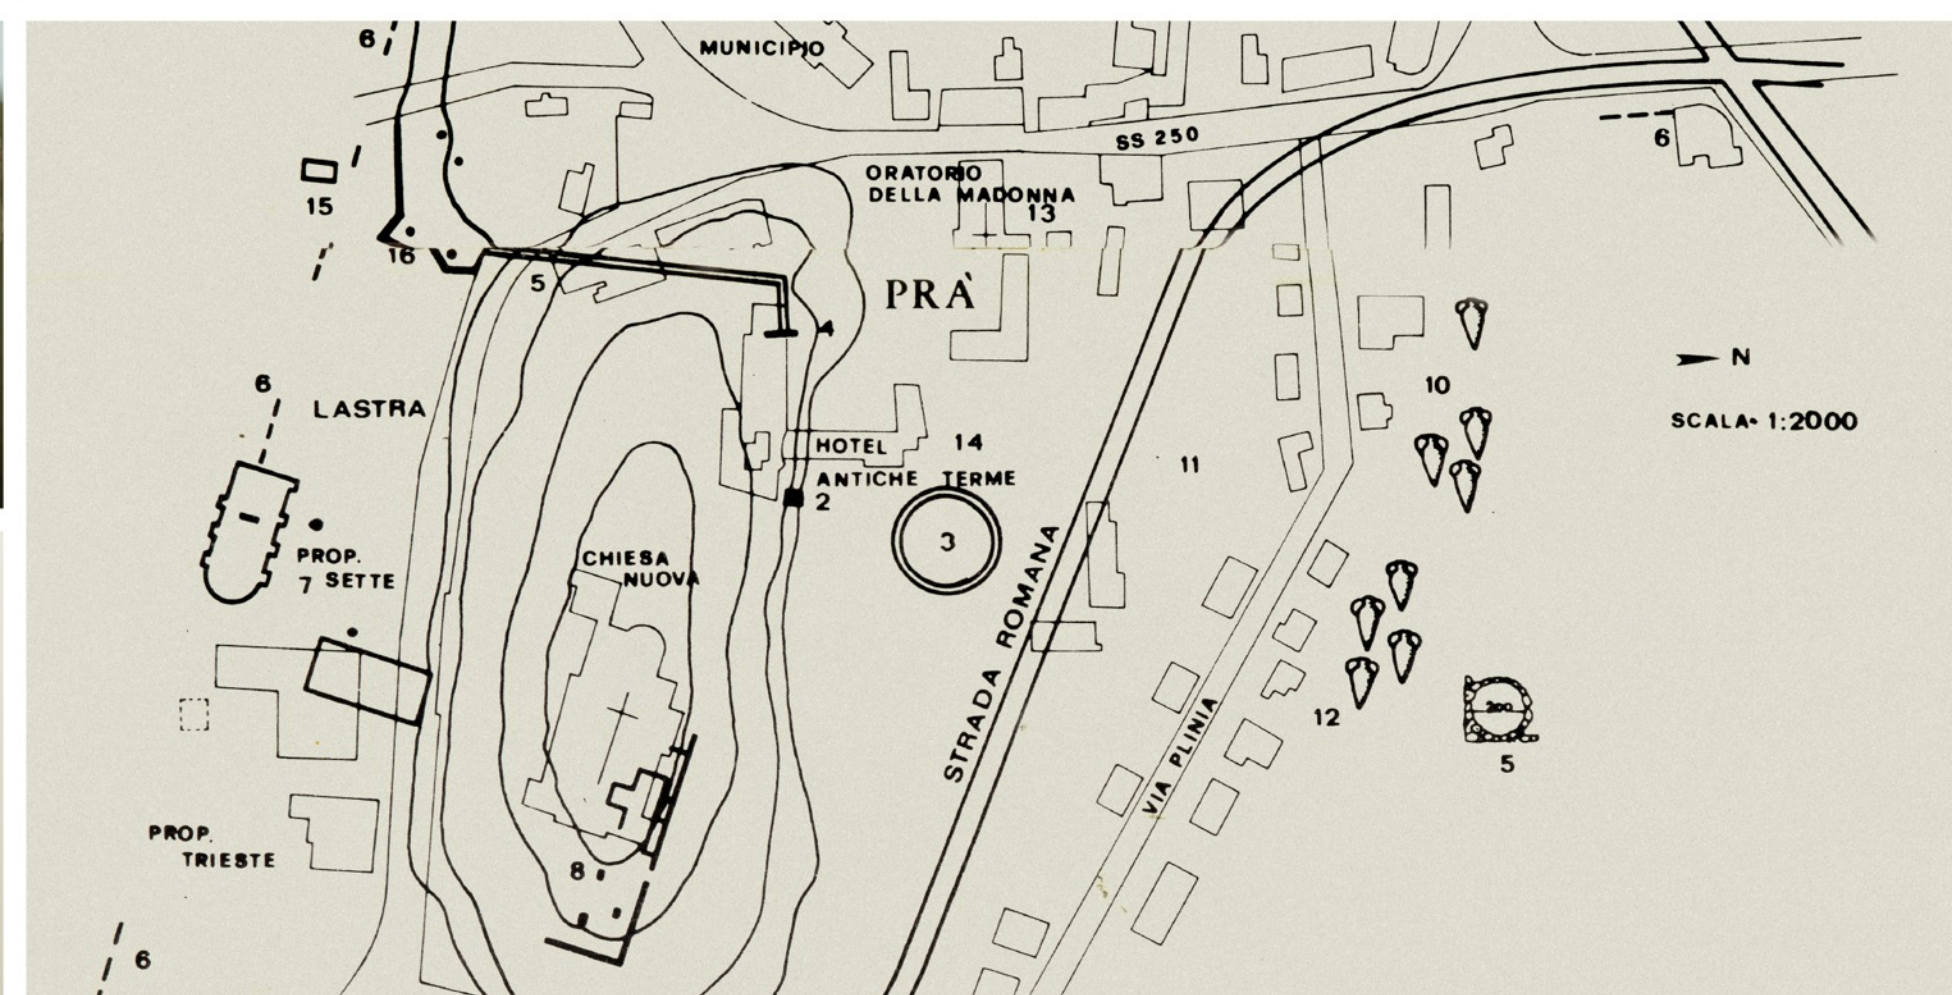 6
MUNICIPIO
SS 250
6
ORATORIO
DELLA MADONNA
13
15
16
5
PRÀ
4
N
6
LASTRA
10
SCALA· 1:2000
HOTEL
14
ANTICHE TERME
11
2
3
PROP.
7 SETTE
CHIESA
NUOVA
STRADA ROMANA
VIA PLINIA
12
200
5
PROP.
TRIESTE
8
6